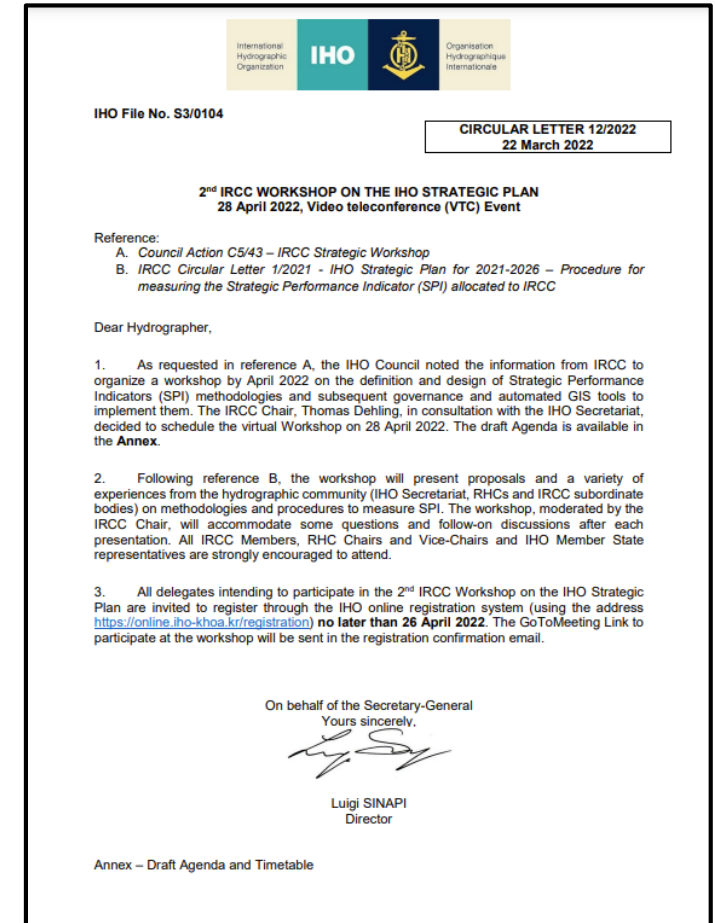 International
Hydrographic
Organization
IHO
Organisation
Hydrographique
Internationale
IHO File No. S3/0104
CIRCULAR LETTER 12/2022
22 March 2022
2nd IRCC WORKSHOP ON THE IHO STRATEGIC PLAN
28 April 2022, Video teleconference (VTC) Event
Reference:
A. Council Action C5/43 – IRCC Strategic Workshop
B. IRCC Circular Letter 1/2021 - IHO Strategic Plan for 2021-2026 – Procedure for
measuring the Strategic Performance Indicator (SPI) allocated to IRCC
Dear Hydrographer,
1. As requested in reference A, the IHO Council noted the information from IRCC to
organize a workshop by April 2022 on the definition and design of Strategic Performance
Indicators (SPI) methodologies and subsequent governance and automated GIS tools to
implement them. The IRCC Chair, Thomas Dehling, in consultation with the IHO Secretariat,
decided to schedule the virtual Workshop on 28 April 2022. The draft Agenda is available in
the Annex.
2. Following reference B, the workshop will present proposals and a variety of
experiences from the hydrographic community (IHO Secretariat, RHCs and IRCC subordinate
bodies) on methodologies and procedures to measure SPI. The workshop, moderated by the
IRCC Chair, will accommodate some questions and follow-on discussions after each
presentation. All IRCC Members, RHC Chairs and Vice-Chairs and IHO Member State
representatives are strongly encouraged to attend.
3. All delegates intending to participate in the 2nd IRCC Workshop on the IHO Strategic
Plan are invited to register through the IHO online registration system (using the address
https://online.iho-khoa.kr/registration) no later than 26 April 2022. The GoToMeeting Link to
participate at the workshop will be sent in the registration confirmation email.
On behalf of the Secretary-General
Yours sincerely,
Luigi SINAPI
Director
Annex – Draft Agenda and Timetable